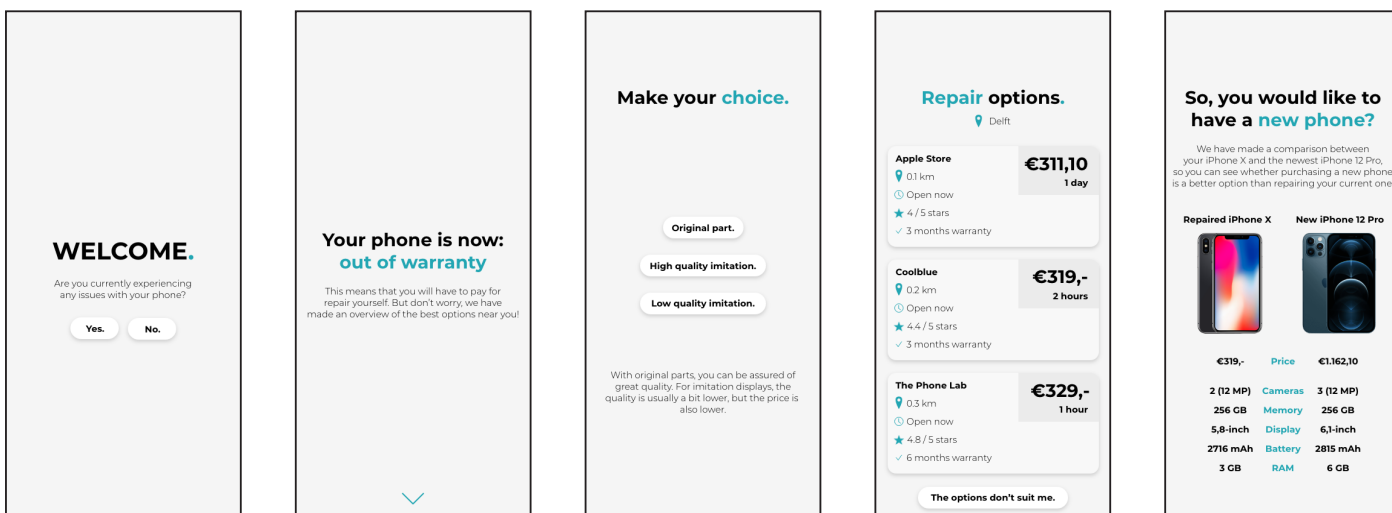 WELCOME.
Are you currently experiencing
any issues with your phone?
Yes.
No.
Your phone is now:
out of warranty
This means that you will have to pay for
repair yourself. But don't worry, we have
made an overview of the best options near you!
Make your choice.
Original part.
High quality imitation.
Low quality imitation.
With original parts, you can be assured of
great quality. For imitation displays, the
quality is usually a bit lower, but the price is
also lower.
Repair options.
Delft
Apple Store
€311,10
1 day
0.1 km
Open now
4 / 5 stars
3 months warranty
Coolblue
€319,-
2 hours
0.2 km
Open now
4.4 / 5 stars
3 months warranty
The Phone Lab
€329,-
1 hour
0.3 km
Open now
4.8 / 5 stars
6 months warranty
The options don't suit me.
So, you would like to
have a new phone?
We have made a comparison between
your iPhone X and the newest iPhone 12 Pro,
so you can see whether purchasing a new phone
is a better option than repairing your current one
Repaired iPhone X New iPhone 12 Pro
€319,- Price €1.162,10
2 (12 MP) Cameras 3 (12 MP)
256 GB Memory 256 GB
5,8-inch Display 6,1-inch
2716 mAh Battery 2815 mAh
3 GB RAM 6 GB